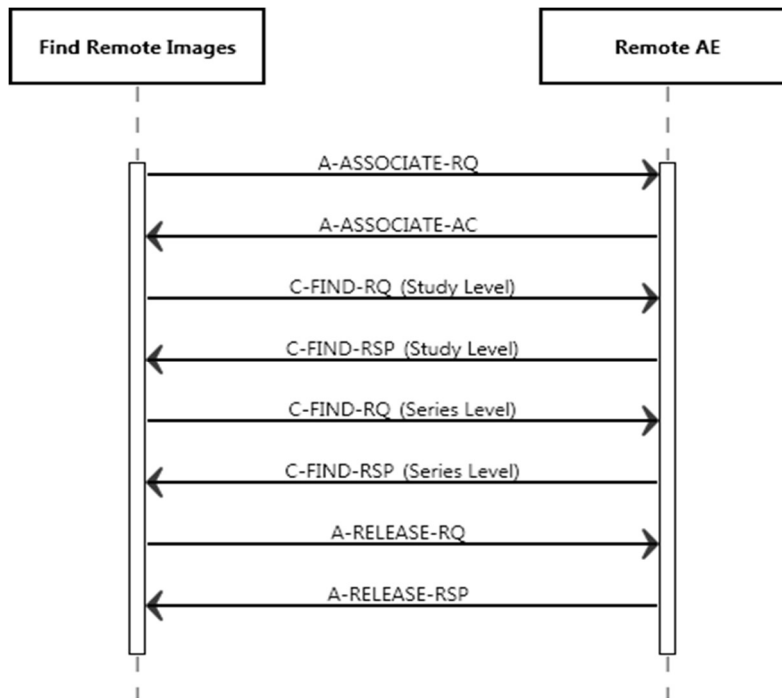 Find Remote Images
Remote AE
A-ASSOCIATE-RQ
A-ASSOCIATE-AC
C-FIND-RQ (Study Level)
C-FIND-RSP (Study Level)
C-FIND-RQ (Series Level)
C-FIND-RSP (Series Level)
A-RELEASE-RQ
A-RELEASE-RSP